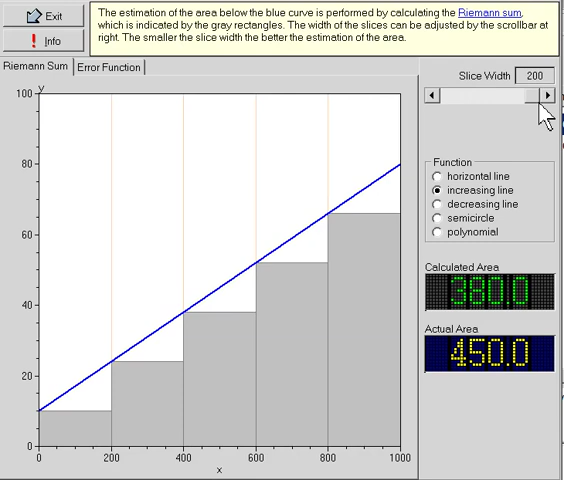 Exit
Info
The estimation of the area below the blue curve is performed by calculating the Riemann sum,
which is indicated by the gray rectangles. The width of the slices can be adjusted by the scrollbar
at right. The smaller the slice width the better the estimation of the area.
Riemann Sum
Error Function
Slice Width 200
y
100
80
60
40
20
0
0 200 400 600 800 1000
x
Function
horizontal line
increasing line
decreasing line
semicircle
polynomial
Calculated Area
380.0
Actual Area
450.0